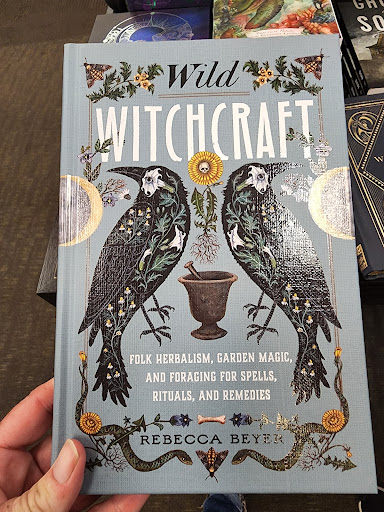 Wild
WITCHCRAFT
FOLK HERBALISM, GARDEN MAGIC,
AND FORAGING FOR SPELLS,
RITUALS, AND REMEDIES
REBECCA BEYER